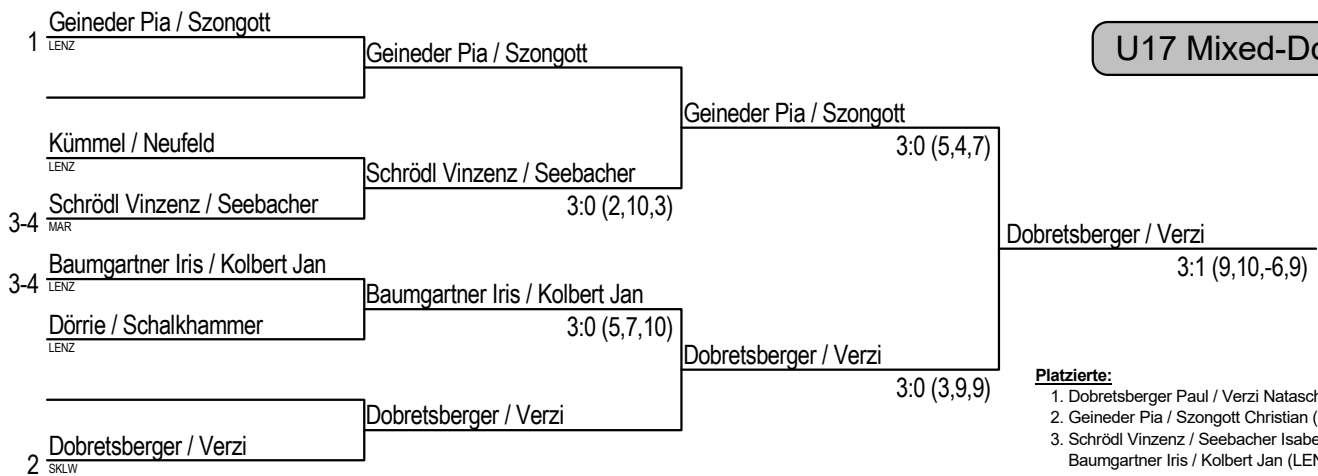 U17 Mixed-Do
1 Geineder Pia / Szongott
LENZ
Geineder Pia / Szongott
Geineder Pia / Szongott
3:0 (5,4,7)
Kümmel / Neufeld
LENZ
Schrödl Vinzenz / Seebacher
3:0 (2,10,3)
3-4 Schrödl Vinzenz / Seebacher
MAR
Dobretsberger / Verzi
3:1 (9,10,-6,9)
3-4 Baumgartner Iris / Kolbert Jan
LENZ
Baumgartner Iris / Kolbert Jan
3:0 (5,7,10)
Dörrie / Schalkhammer
LENZ
Dobretsberger / Verzi
3:0 (3,9,9)
Dobretsberger / Verzi
2 Dobretsberger / Verzi
SKLW
Platzierte:
1. Dobretsberger Paul / Verzi Natasch
2. Geineder Pia / Szongott Christian (
3. Schrödl Vinzenz / Seebacher Isabe
Baumgartner Iris / Kolbert Jan (LEN